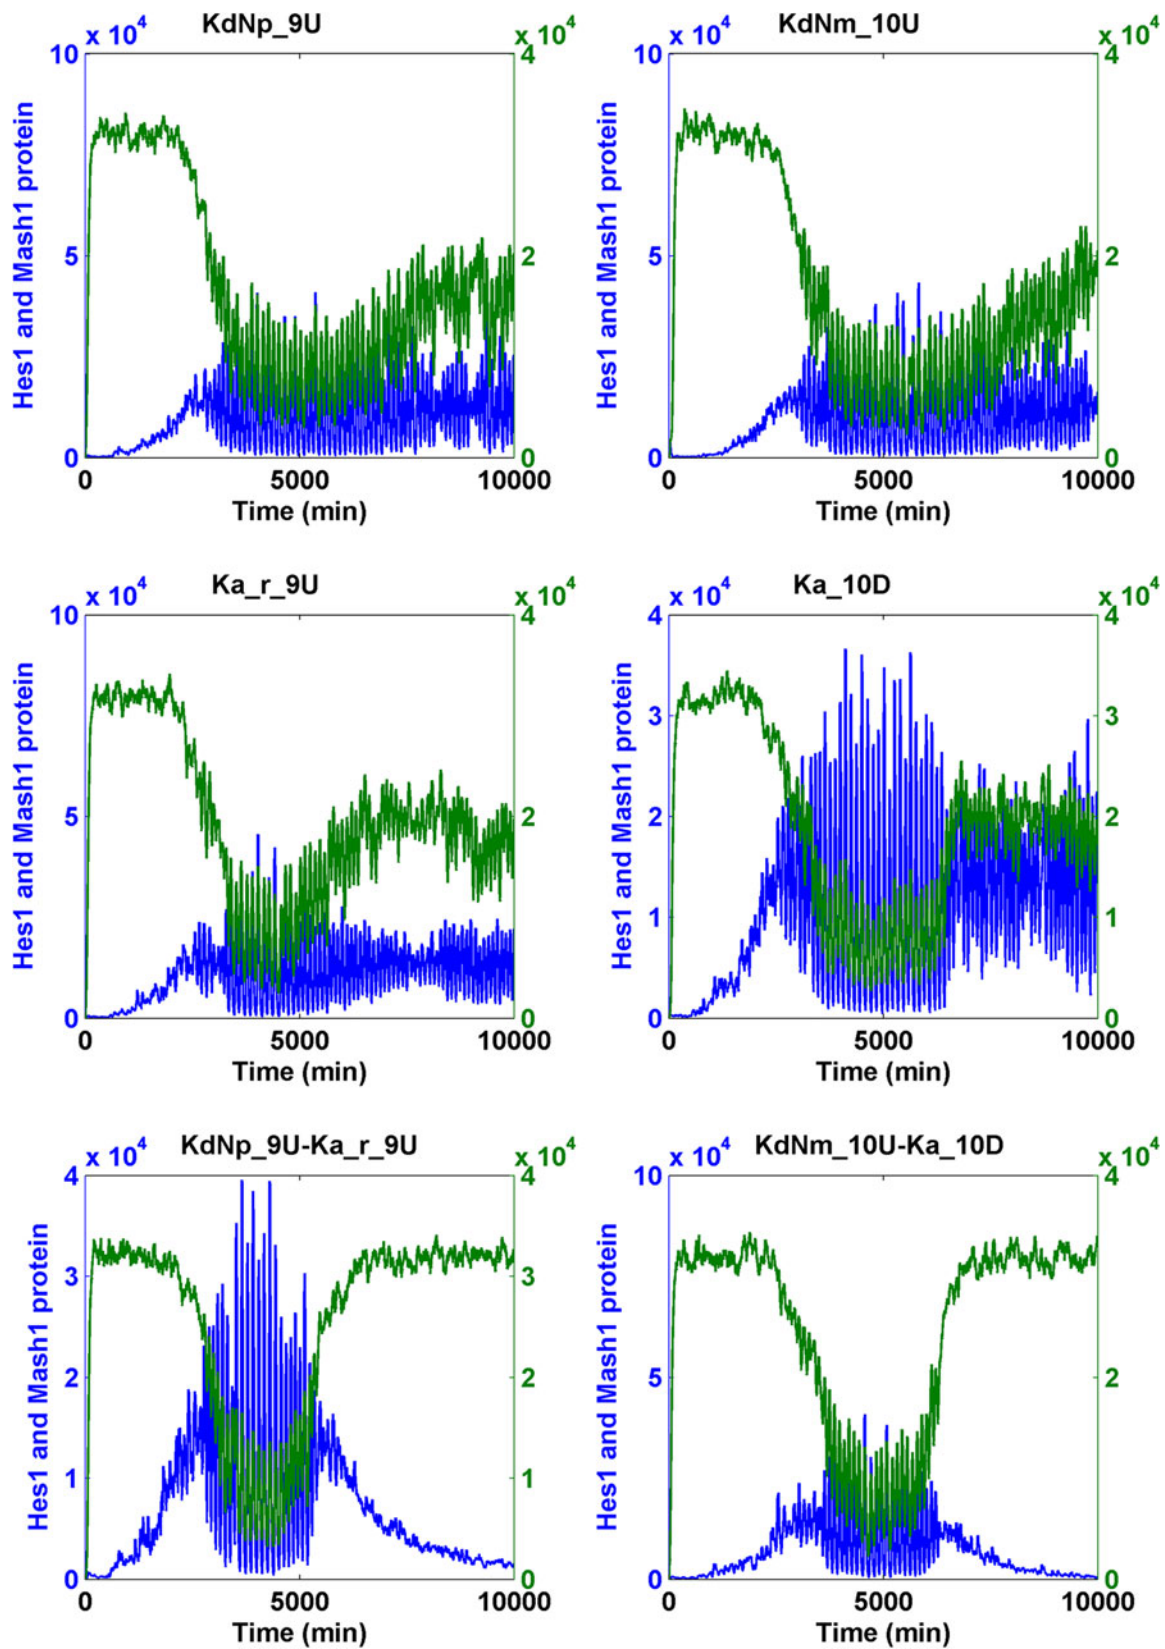 KdNp_9U
x 10^4
x 10^4
10
5
0
4
2
0
Hes1 and Mash1 protein
0
5000
10000
Time (min)
KdNm_10U
x 10^4
x 10^4
10
5
0
4
2
0
Hes1 and Mash1 protein
0
5000
10000
Time (min)
Ka_r_9U
x 10^4
x 10^4
10
5
0
4
2
0
Hes1 and Mash1 protein
0
5000
10000
Time (min)
Ka_10D
x 10^4
x 10^4
4
3
2
1
0
4
3
2
1
0
Hes1 and Mash1 protein
0
5000
10000
Time (min)
KdNp_9U-Ka_r_9U
x 10^4
x 10^4
4
3
2
1
0
4
3
2
1
0
Hes1 and Mash1 protein
0
5000
10000
Time (min)
KdNm_10U-Ka_10D
x 10^4
x 10^4
10
5
0
4
2
0
Hes1 and Mash1 protein
0
5000
10000
Time (min)